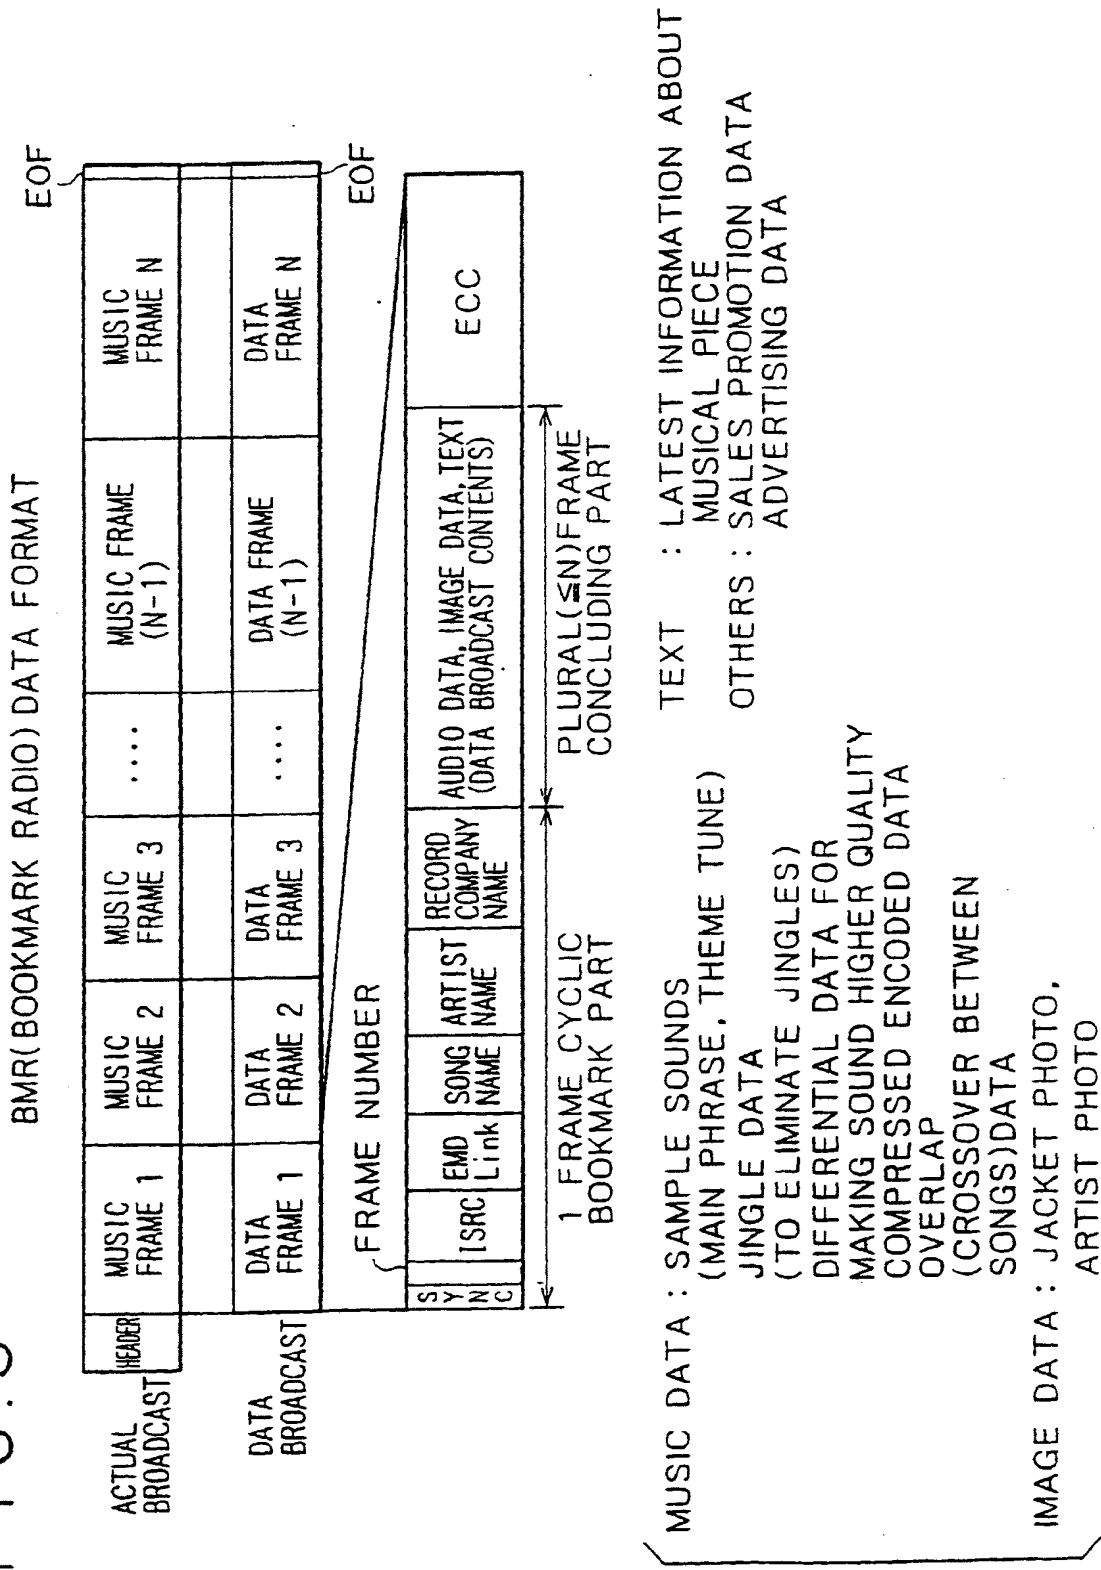 BMR(BOOKMARK RADIO)DATA FORMAT
EOF
ACTUAL
BROADCAST
HEADER
MUSIC
FRAME 1
MUSIC
FRAME 2
MUSIC
FRAME 3
....
MUSIC FRAME
(N-1)
MUSIC
FRAME N
DATA
BROADCAST
DATA
FRAME 1
DATA
FRAME 2
DATA
FRAME 3
....
DATA FRAME
(N-1)
DATA
FRAME N
EOF
FRAME NUMBER
SYNC
ISRC
EMD
Link
SONG
NAME
ARTIST
NAME
RECORD
COMPANY
NAME
AUDIO DATA, IMAGE DATA, TEXT
(DATA BROADCAST CONTENTS)
ECC
1 FRAME CYCLIC
BOOKMARK PART
PLURAL(≦N)FRAME
CONCLUDING PART
MUSIC DATA : SAMPLE SOUNDS
(MAIN PHRASE, THEME TUNE)
JINGLE DATA
(TO ELIMINATE JINGLES)
DIFFERENTIAL DATA FOR
MAKING SOUND HIGHER QUALITY
COMPRESSED ENCODED DATA
OVERLAP
(CROSSOVER BETWEEN
SONGS)DATA
IMAGE DATA : JACKET PHOTO,
ARTIST PHOTO
TEXT : LATEST INFORMATION ABOUT
MUSICAL PIECE
OTHERS : SALES PROMOTION DATA
ADVERTISING DATA